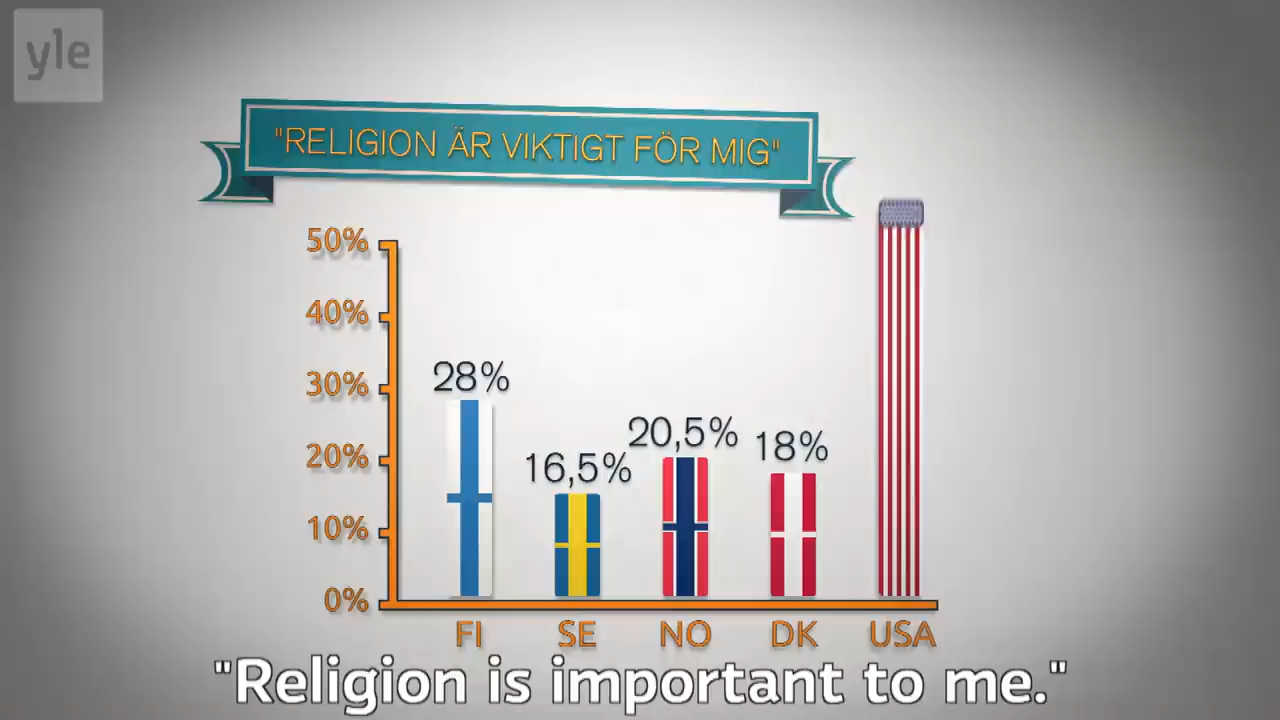 yle
"RELIGION ÄR VIKTIGT FÖR MIG"
50%
40%
30%
20%
10%
0%
28%
16,5%
20,5%
18%
FI SE NO DK USA
"Religion is important to me."